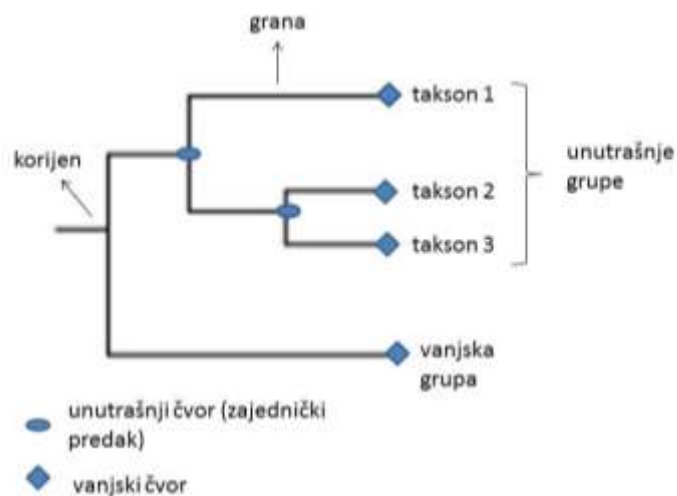 grana
takson 1
korijen
unutrašnje
grupe
takson 2
takson 3
vanjska
grupa
unutrašnji čvor (zajednički
predak)
vanjski čvor